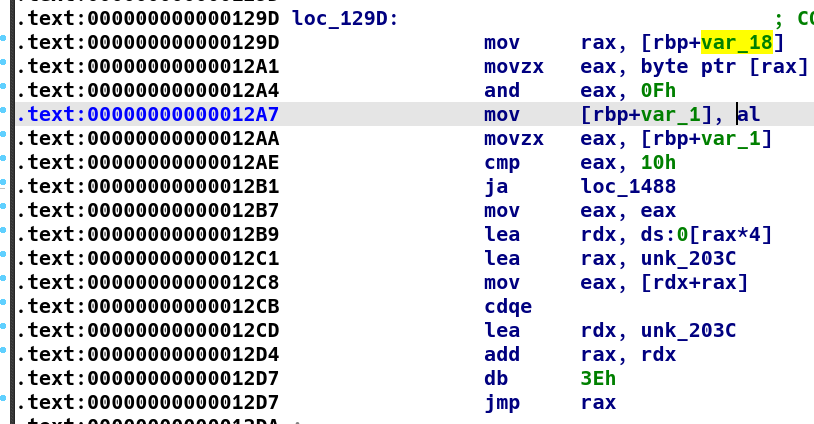 .text:000000000000129D loc_129D: ; CO
.text:000000000000129D mov rax, [rbp+var_18]
.text:00000000000012A1 movzx eax, byte ptr [rax]
.text:00000000000012A4 and eax, 0Fh
.text:00000000000012A7 mov [rbp+var_1], al
.text:00000000000012AA movzx eax, [rbp+var_1]
.text:00000000000012AE cmp eax, 10h
.text:00000000000012B1 ja loc_1488
.text:00000000000012B7 mov eax, eax
.text:00000000000012B9 lea rdx, ds:0[rax*4]
.text:00000000000012C1 lea rax, unk_203C
.text:00000000000012C8 mov eax, [rdx+rax]
.text:00000000000012CB cdqe
.text:00000000000012CD lea rdx, unk_203C
.text:00000000000012D4 add rax, rdx
.text:00000000000012D7 db 3Eh
.text:00000000000012D7 jmp rax